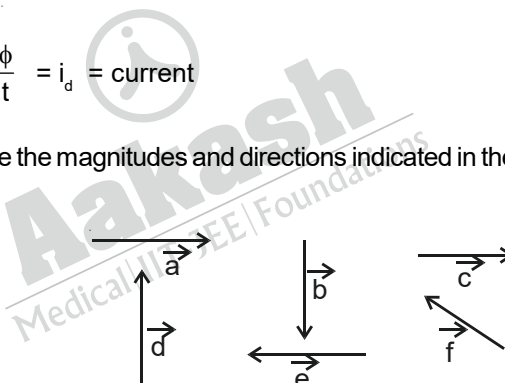 ϕ
t = i_d = current
e the magnitudes and directions indicated in the
Aakash
Medical|IIT-JEE|Foundations
a b c
d e f